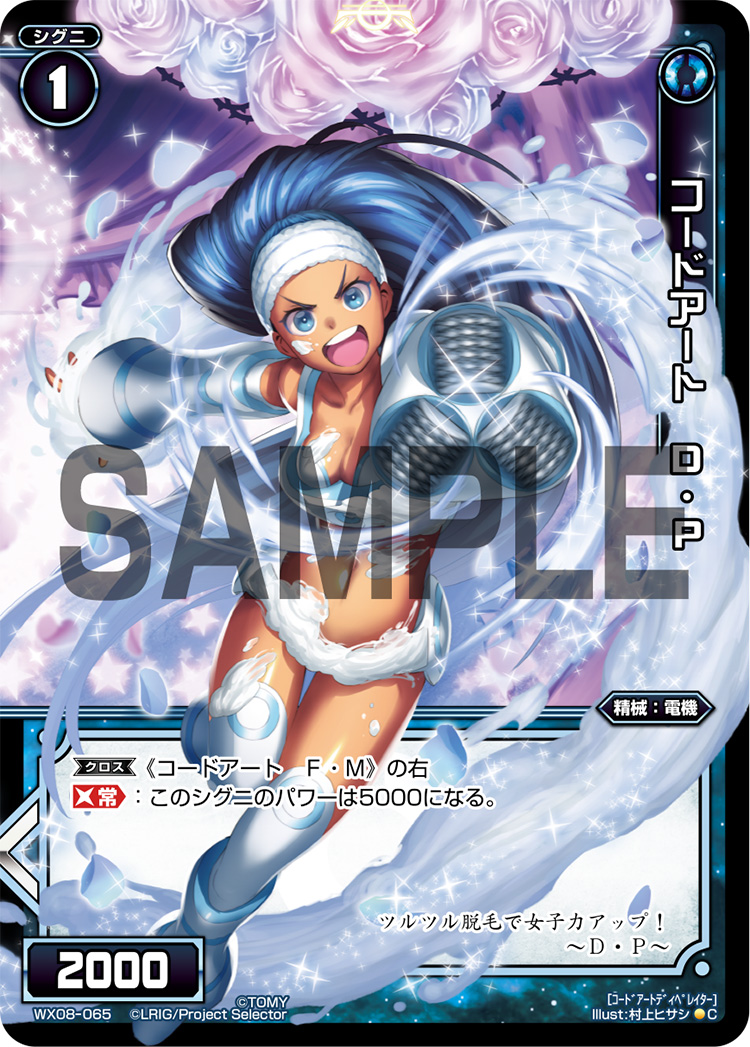 シグニ
1
コードアート D・P
SAMPLE
精械：電機
クロス 《コードアート F・M》の右
常：このシグニのパワーは5000になる。
ツルツル脱毛で女子力アップ！
～D・P～
2000
WX08-065 ©LRIG/Project Selector
©TOMY
[コードアートディペレイター]
Illust:村上ヒサシ C